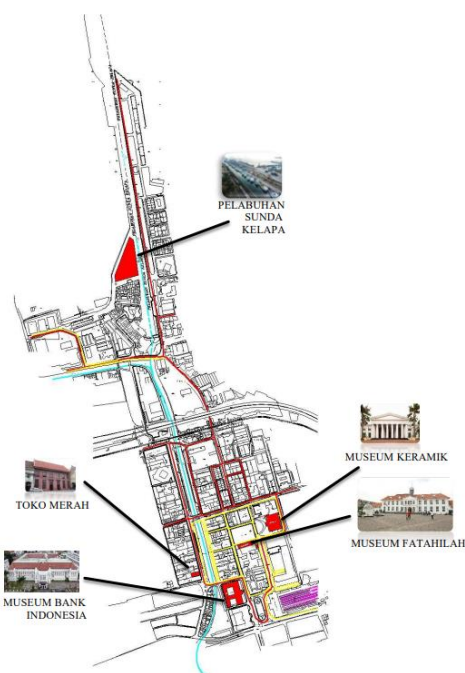 PELABUHAN
SUNDA
KELAPA
MUSEUM KERAMIK
TOKO MERAH
MUSEUM FATAHILAH
MUSEUM BANK
INDONESIA